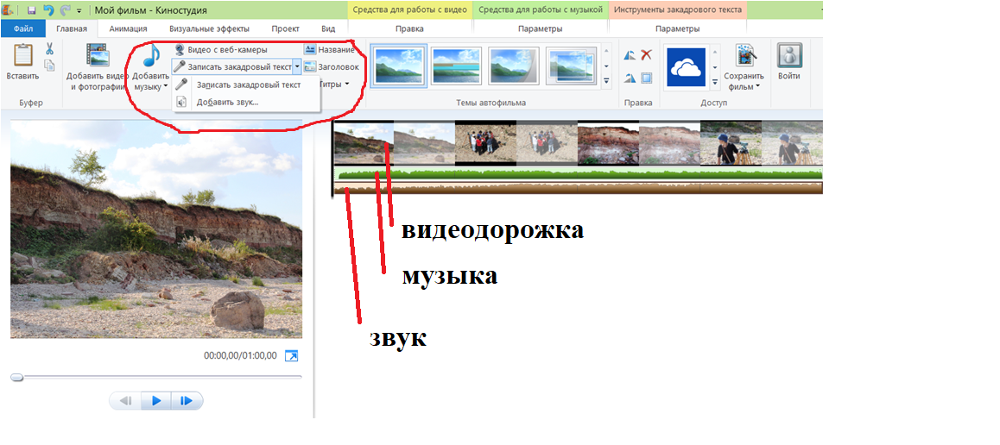 Мой фильм - Киностудия
Средства для работы с видео
Средства для работы с музыкой
Инструменты закадрового текста
Файл
Главная
Анимация
Визуальные эффекты
Проект
Вид
Правка
Параметры
Параметры
Вставить
Добавить видео
и фотографии
Добавить
музыку
Видео с веб-камеры
Записать закадровый текст
Записать закадровый текст
Добавить звук...
Название
Заголовок
Титры
Сохранить
фильм
Войти
Буфер
Темы автофильма
Правка
Доступ
видеодорожка
музыка
звук
00:00,00/01:00,00